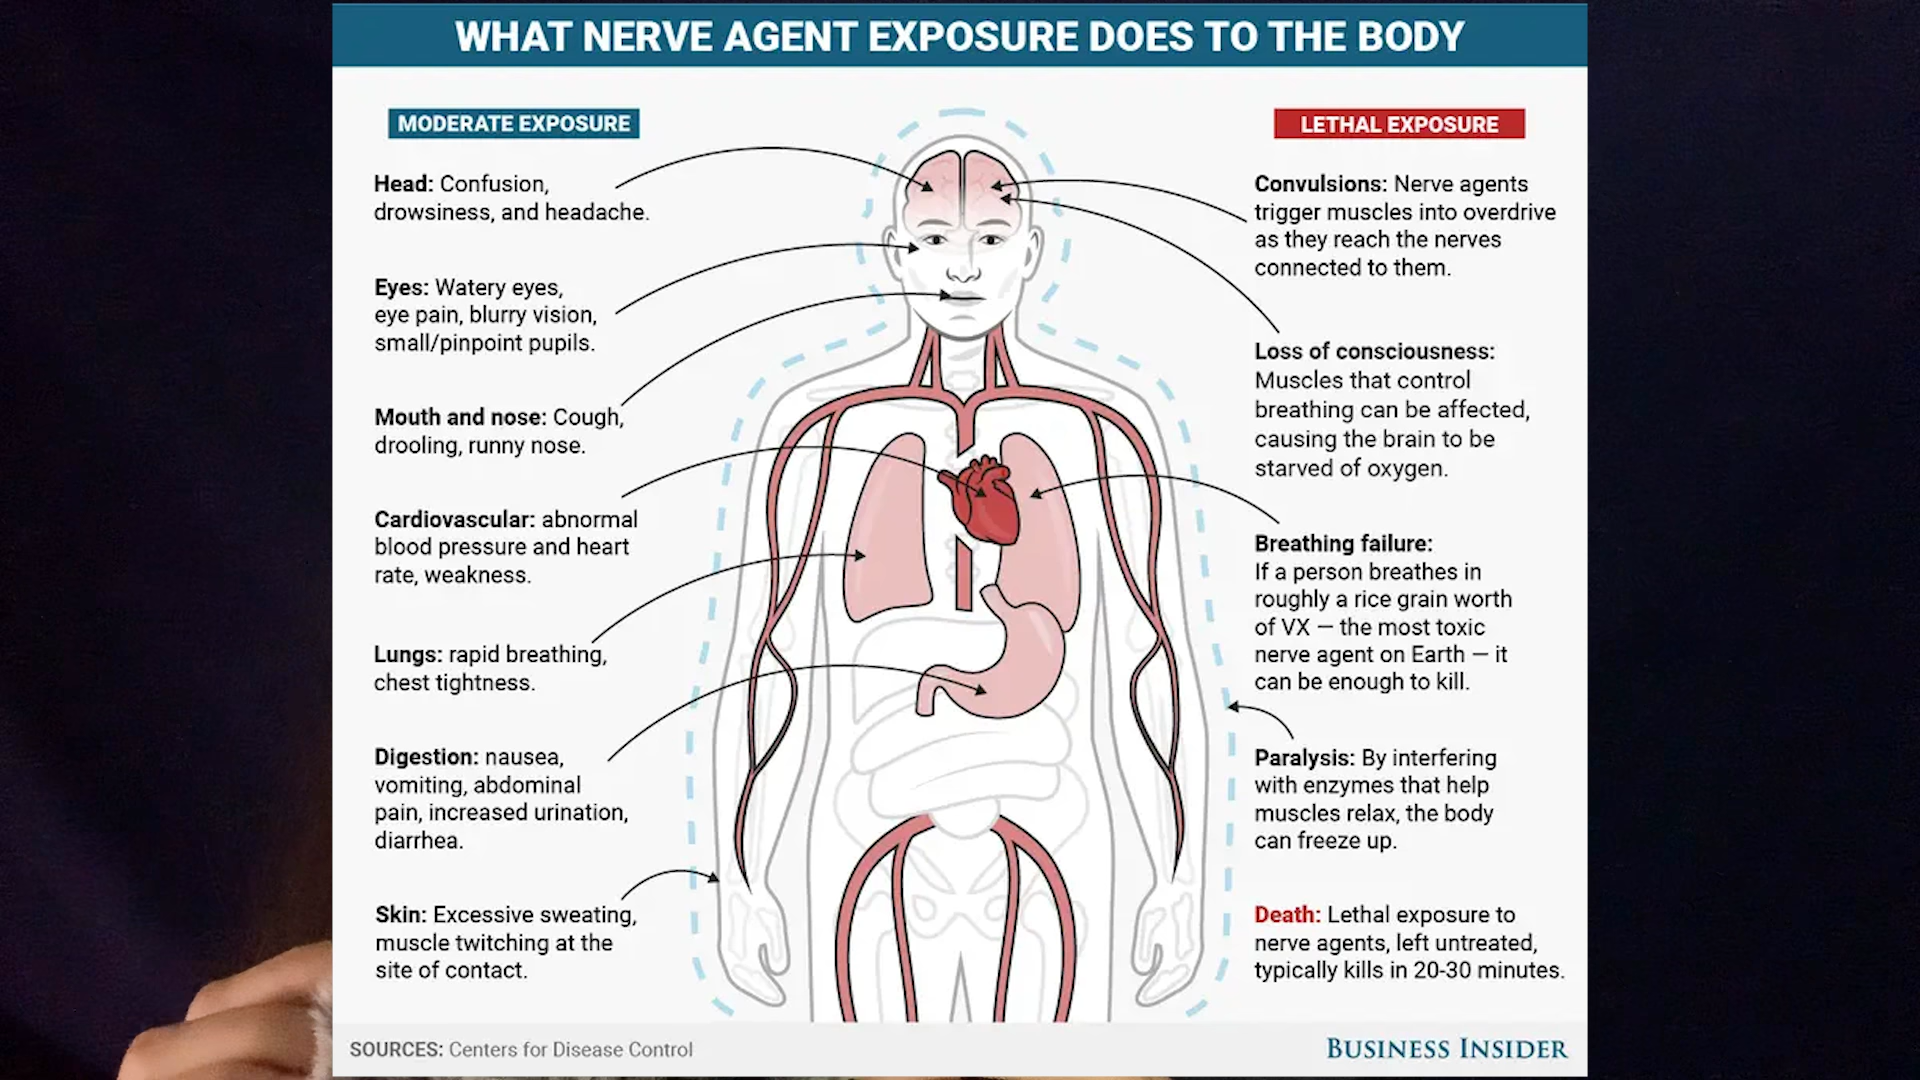 WHAT NERVE AGENT EXPOSURE DOES TO THE BODY
MODERATE EXPOSURE
Head: Confusion,
drowsiness, and headache.
Eyes: Watery eyes,
eye pain, blurry vision,
small/pinpoint pupils.
Mouth and nose: Cough,
drooling, runny nose.
Cardiovascular: abnormal
blood pressure and heart
rate, weakness.
Lungs: rapid breathing,
chest tightness.
Digestion: nausea,
vomiting, abdominal
pain, increased urination,
diarrhea.
Skin: Excessive sweating,
muscle twitching at the
site of contact.
LETHAL EXPOSURE
Convulsions: Nerve agents
trigger muscles into overdrive
as they reach the nerves
connected to them.
Loss of consciousness:
Muscles that control
breathing can be affected,
causing the brain to be
starved of oxygen.
Breathing failure:
If a person breathes in
roughly a rice grain worth
of VX — the most toxic
nerve agent on Earth — it
can be enough to kill.
Paralysis: By interfering
with enzymes that help
muscles relax, the body
can freeze up.
Death: Lethal exposure to
nerve agents, left untreated,
typically kills in 20-30 minutes.
SOURCES: Centers for Disease Control
BUSINESS INSIDER